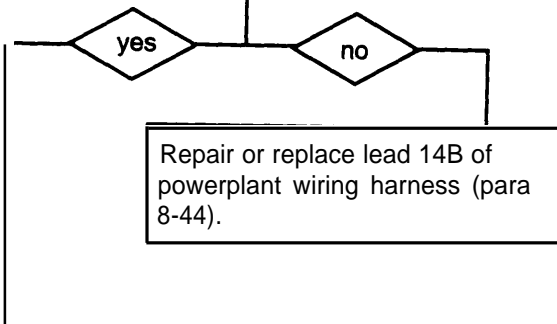 yes
no
Repair or replace lead 14B of
powerplant wiring harness (para
8-44).